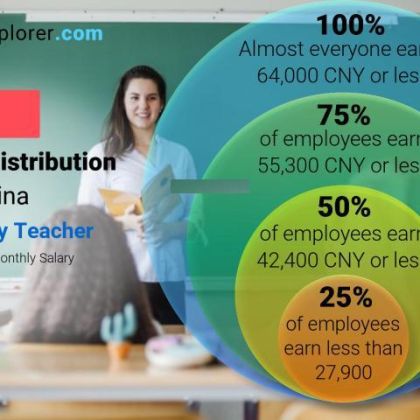 plorer.com
istribution
ina
y Teacher
onthly Salary
100%
Almost everyone ear
64,000 CNY or les
75%
of employees earn
55,300 CNY or less
50%
of employees earn
42,400 CNY or less
25%
of employees
earn less than
27,900